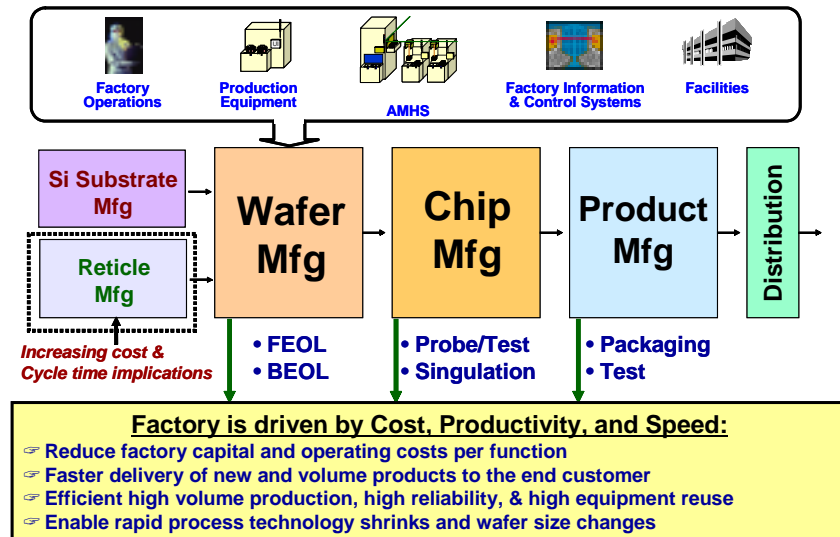 Factory
Operations
Production
Equipment
AMHS
Factory Information
& Control Systems
Facilities
Si Substrate
Mfg
Reticle
Mfg
Increasing cost &
Cycle time implications
Wafer
Mfg
Chip
Mfg
Product
Mfg
Distribution
• FEOL
• BEOL
• Probe/Test
• Singulation
• Packaging
• Test
Factory is driven by Cost, Productivity, and Speed:
☞ Reduce factory capital and operating costs per function
☞ Faster delivery of new and volume products to the end customer
☞ Efficient high volume production, high reliability, & high equipment reuse
☞ Enable rapid process technology shrinks and wafer size changes